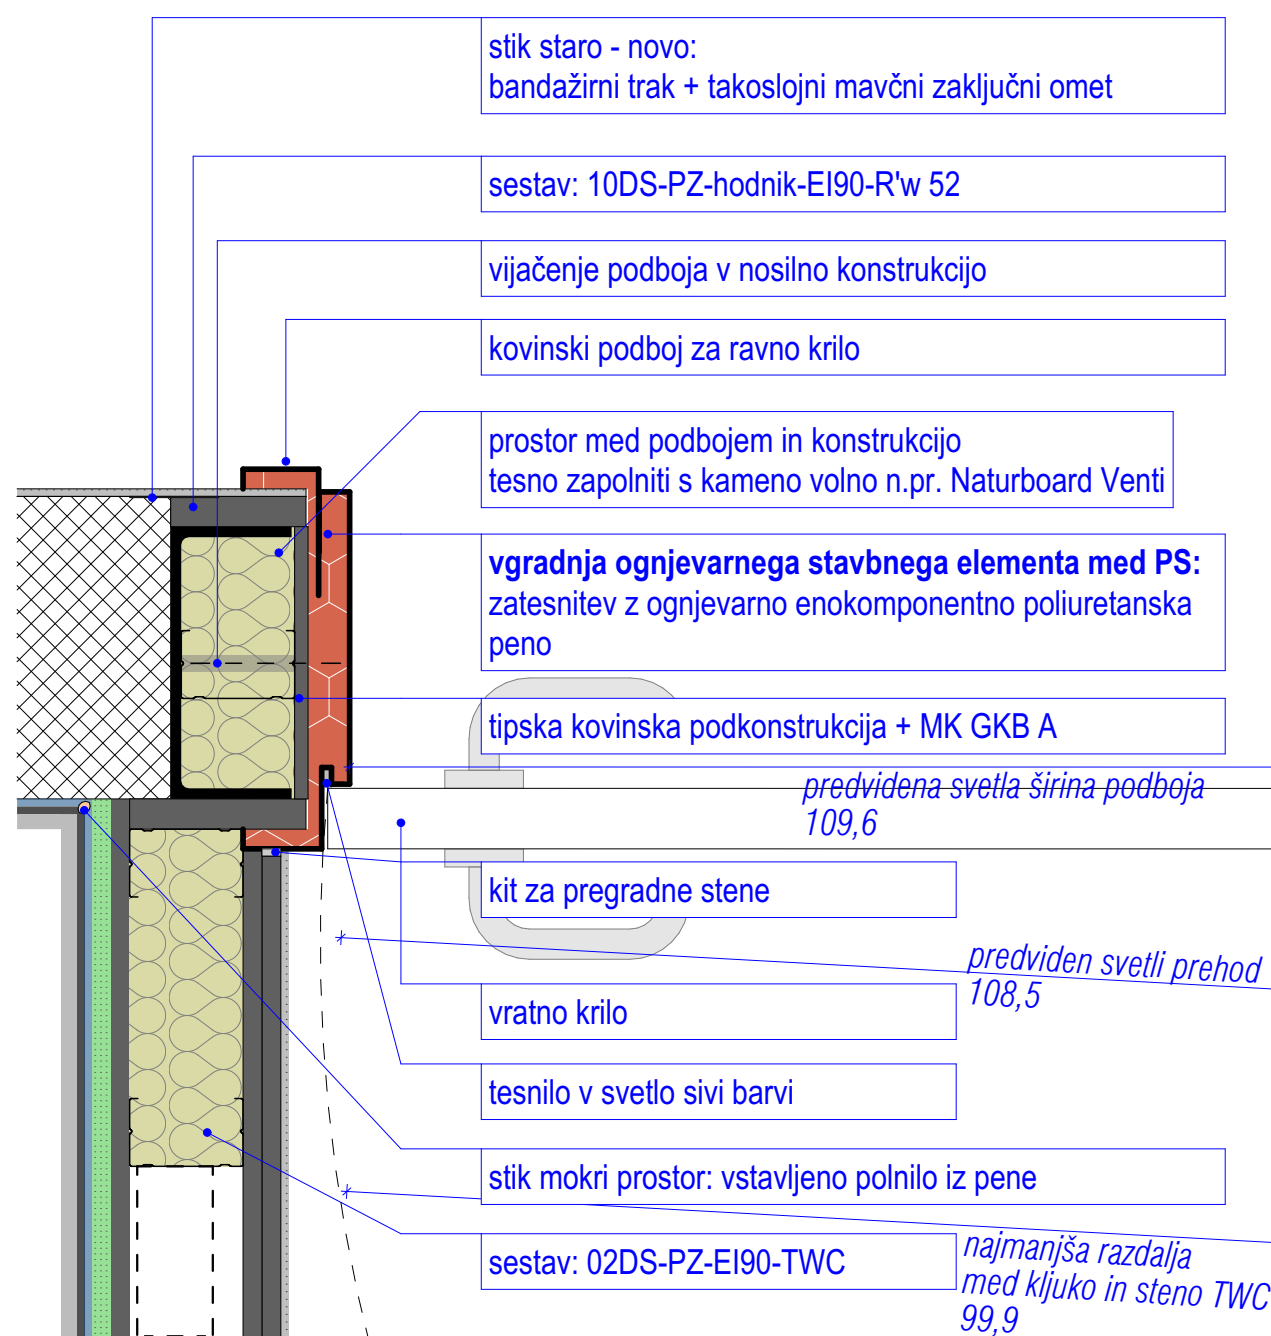 stik staro - novo:
bandažirni trak + takoslojni mavčni zaključni omet
sestav: 10DS-PZ-hodnik-EI90-R'w 52
vijačenje podboja v nosilno konstrukcijo
kovinski podboj za ravno krilo
prostor med podbojem in konstrukcijo
tesno zapolniti s kameno volno n.pr. Naturboard Venti
vgradnja ognjevarnega stavbnega elementa med PS:
zatesnitev z ognjevarno enokomponentno poliuretanska
peno
tipska kovinska podkonstrukcija + MK GKB A
predvidena svetla širina podboja
109,6
kit za pregradne stene
predviden svetli prehod
108,5
vratno krilo
tesnilo v svetlo sivi barvi
stik mokri prostor: vstavljeno polnilo iz pene
sestav: 02DS-PZ-EI90-TWC
najmanjša razdalja
med kljuko in steno TWC
99,9